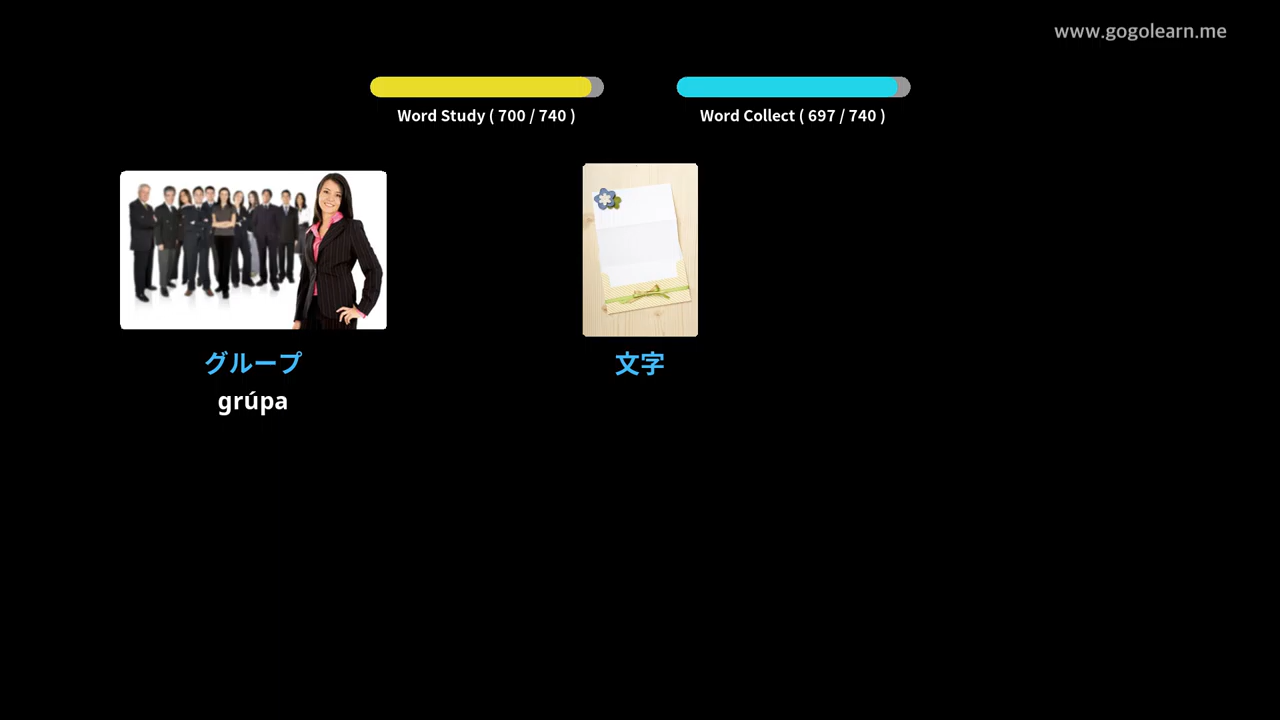 www.gogolearn.me
Word Study ( 700 / 740 )
Word Collect ( 697 / 740 )
グループ
文字
grúpa